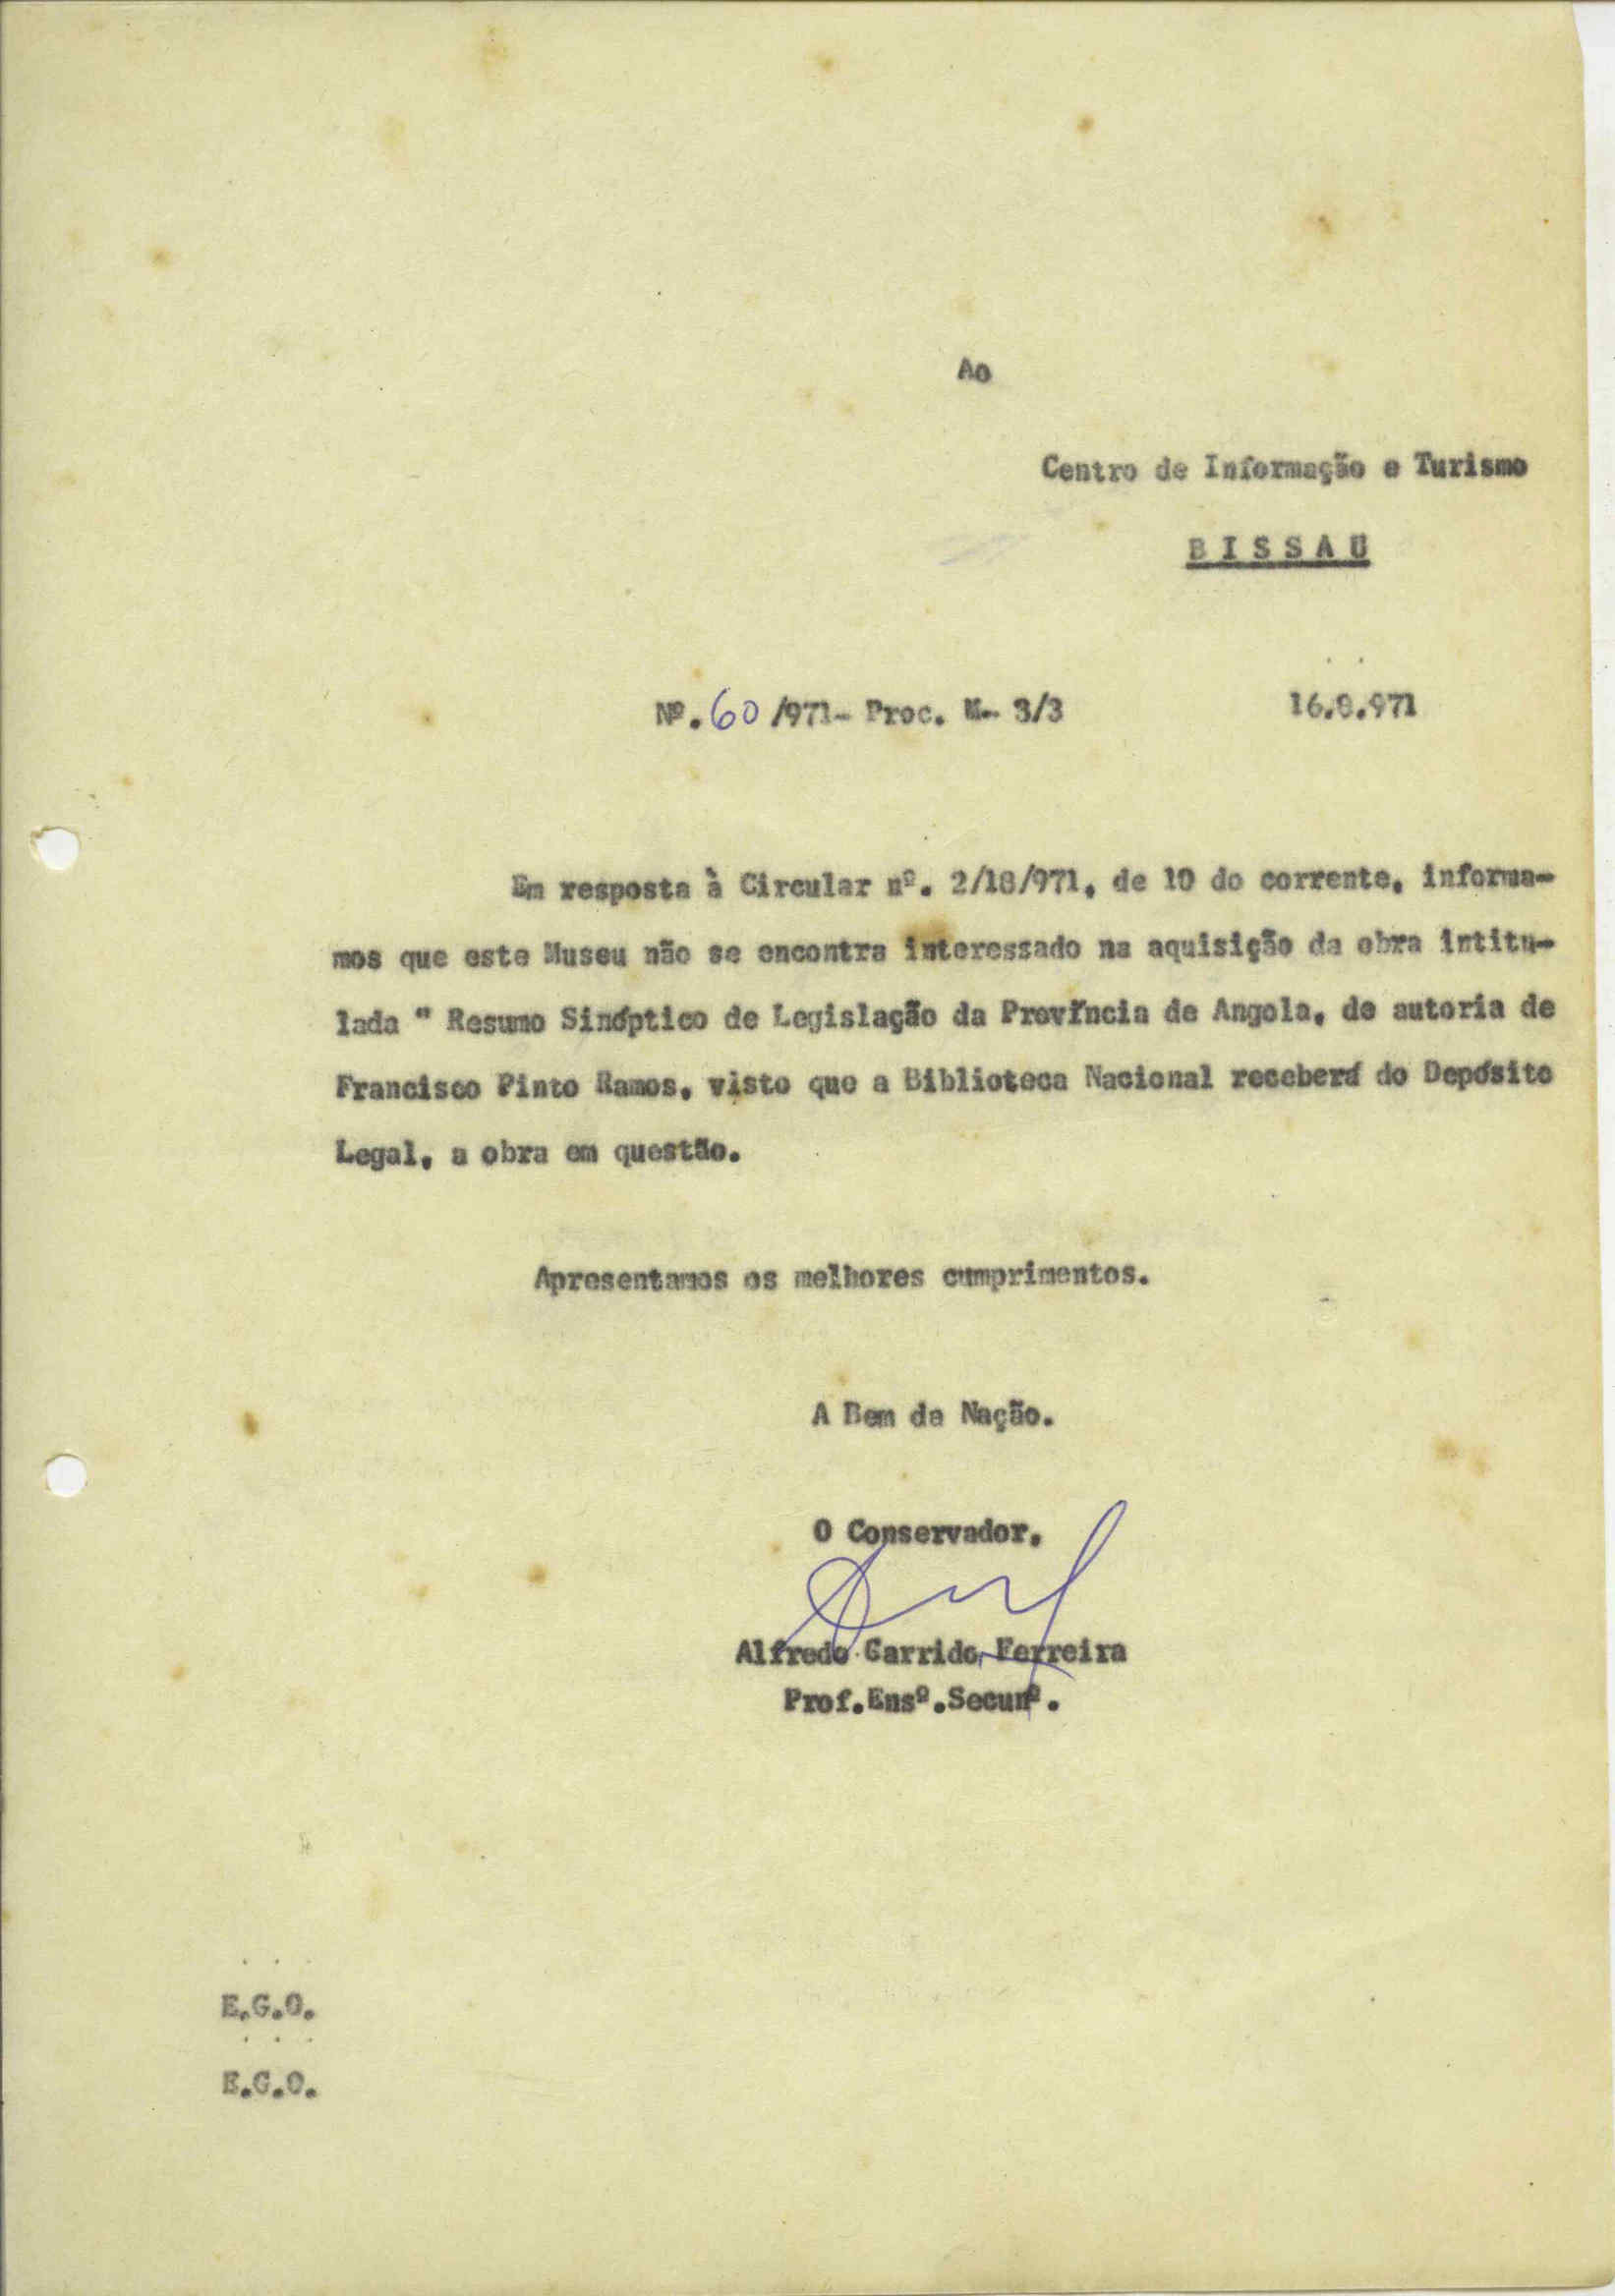 Ao
Centro de Informação e Turismo
BISSAU
Nº. 60 /971- Proc. M- 3/3
16.8.971
Em resposta à Circular nº. 2/18/971, de 10 do corrente, informa-
mos que este Museu não se encontra interessado na aquisição da obra intitu-
lada " Resumo Sinóptico de Legislação da Província de Angola, de autoria de
Francisco Pinto Ramos, visto que a Biblioteca Nacional receberá do Depósito
Legal, a obra em questão.
Apresentamos os melhores cumprimentos.
A Bem da Nação.
O Conservador,
Alfredo Garrido Ferreira
Prof.Ensº.Secunº.
E.G.O.
E.G.O.